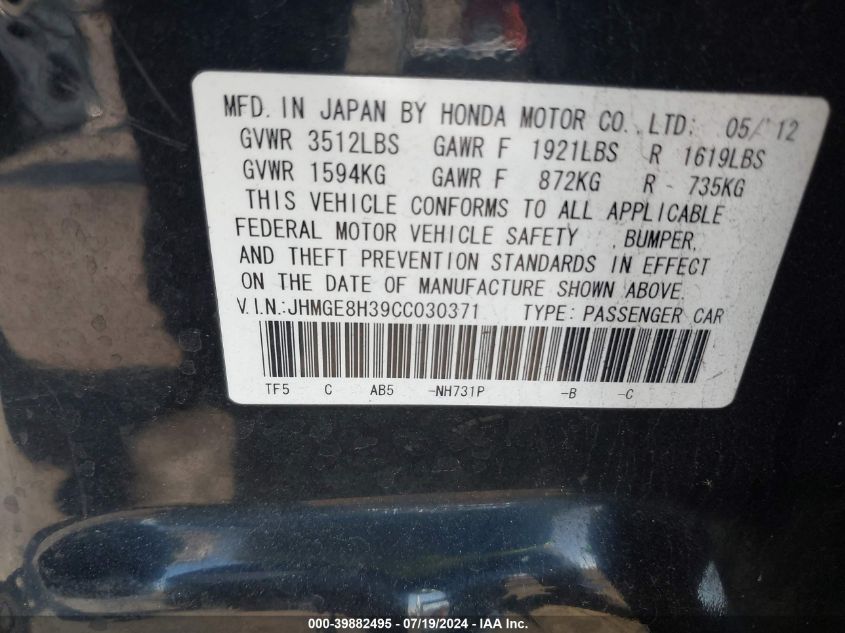 MFD. IN JAPAN BY HONDA MOTOR CO., LTD: 05/'12
GVWR 3512LBS GAWR F 1921LBS R 1619LBS
GVWR 1594KG GAWR F 872KG R - 735KG
THIS VEHICLE CONFORMS TO ALL APPLICABLE
FEDERAL MOTOR VEHICLE SAFETY , BUMPER,
AND THEFT PREVENTION STANDARDS IN EFFECT
ON THE DATE OF MANUFACTURE SHOWN ABOVE.
V.I.N.:JHMGE8H39CC030371 TYPE: PASSENGER CAR
TF5 C AB5 -NH731P -B -C
000-39882495 - 07/19/2024 - IAA Inc.